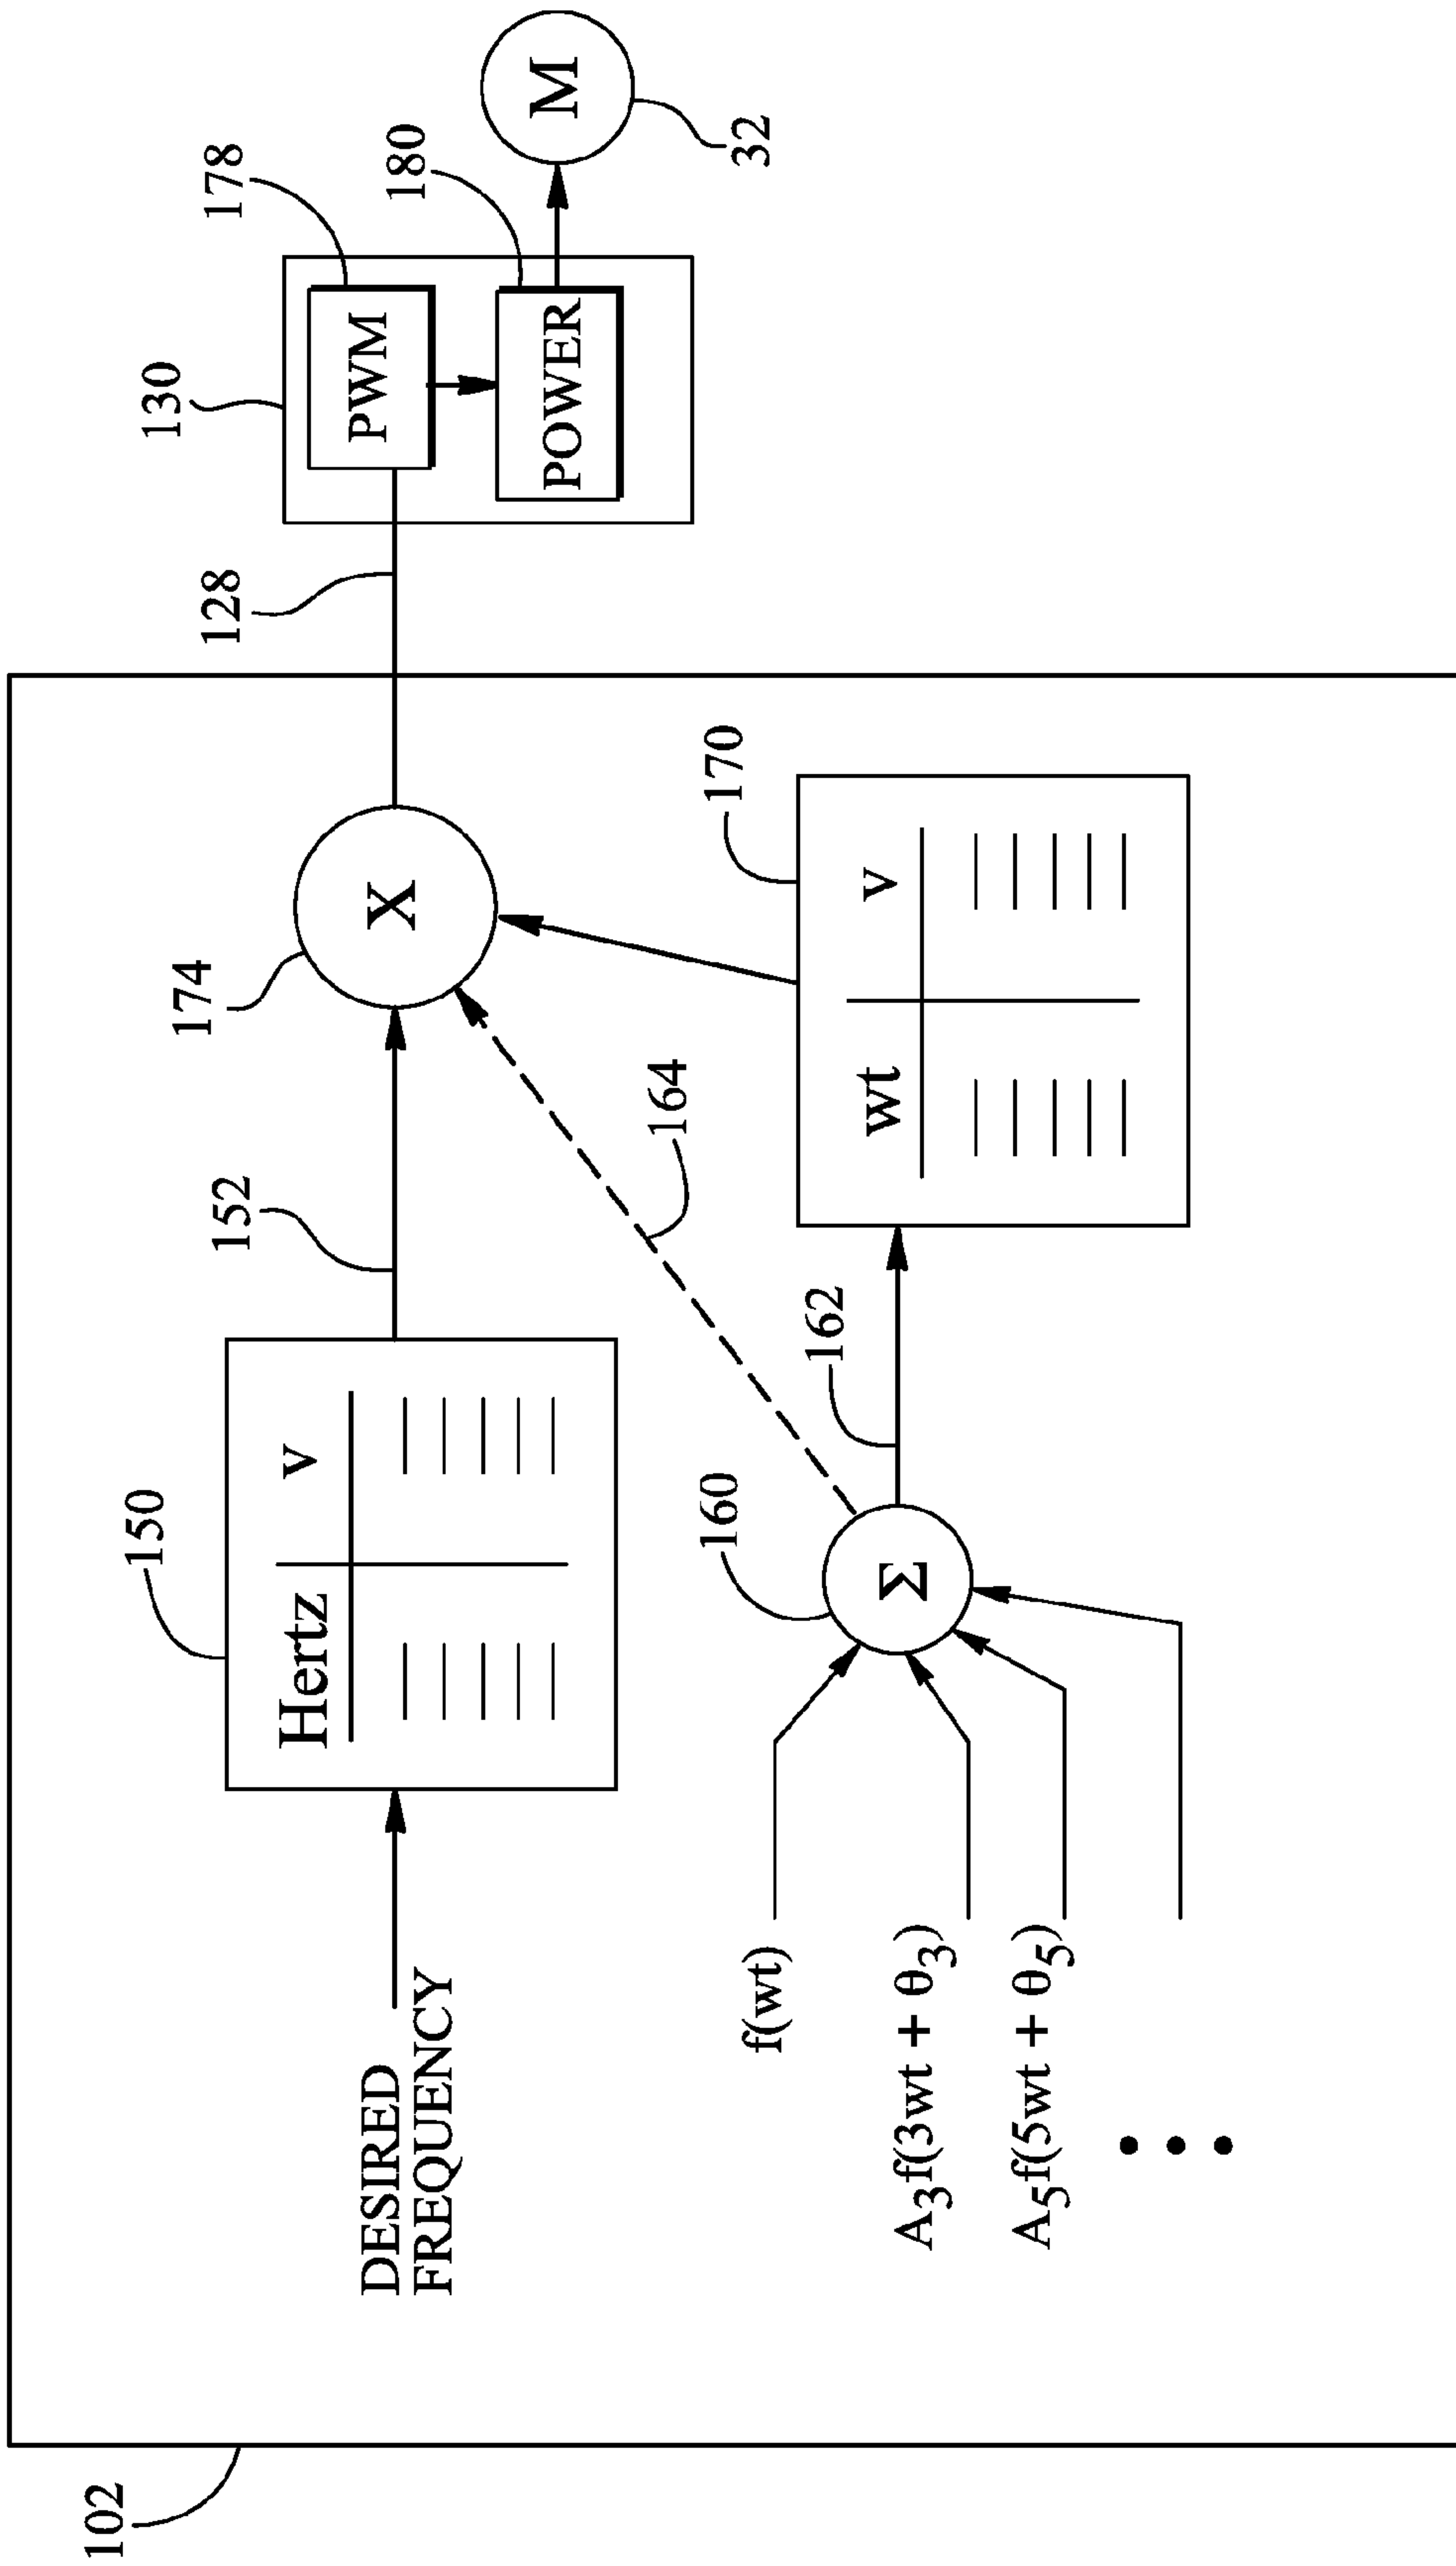 102
150
152
174
128
130
178
180
32
DESIRED
FREQUENCY
Hertz v
X
PWM
POWER
M
164
160
162
170
f(wt)
A₃f(3wt + θ₃)
A₅f(5wt + θ₅)
Σ
wt v